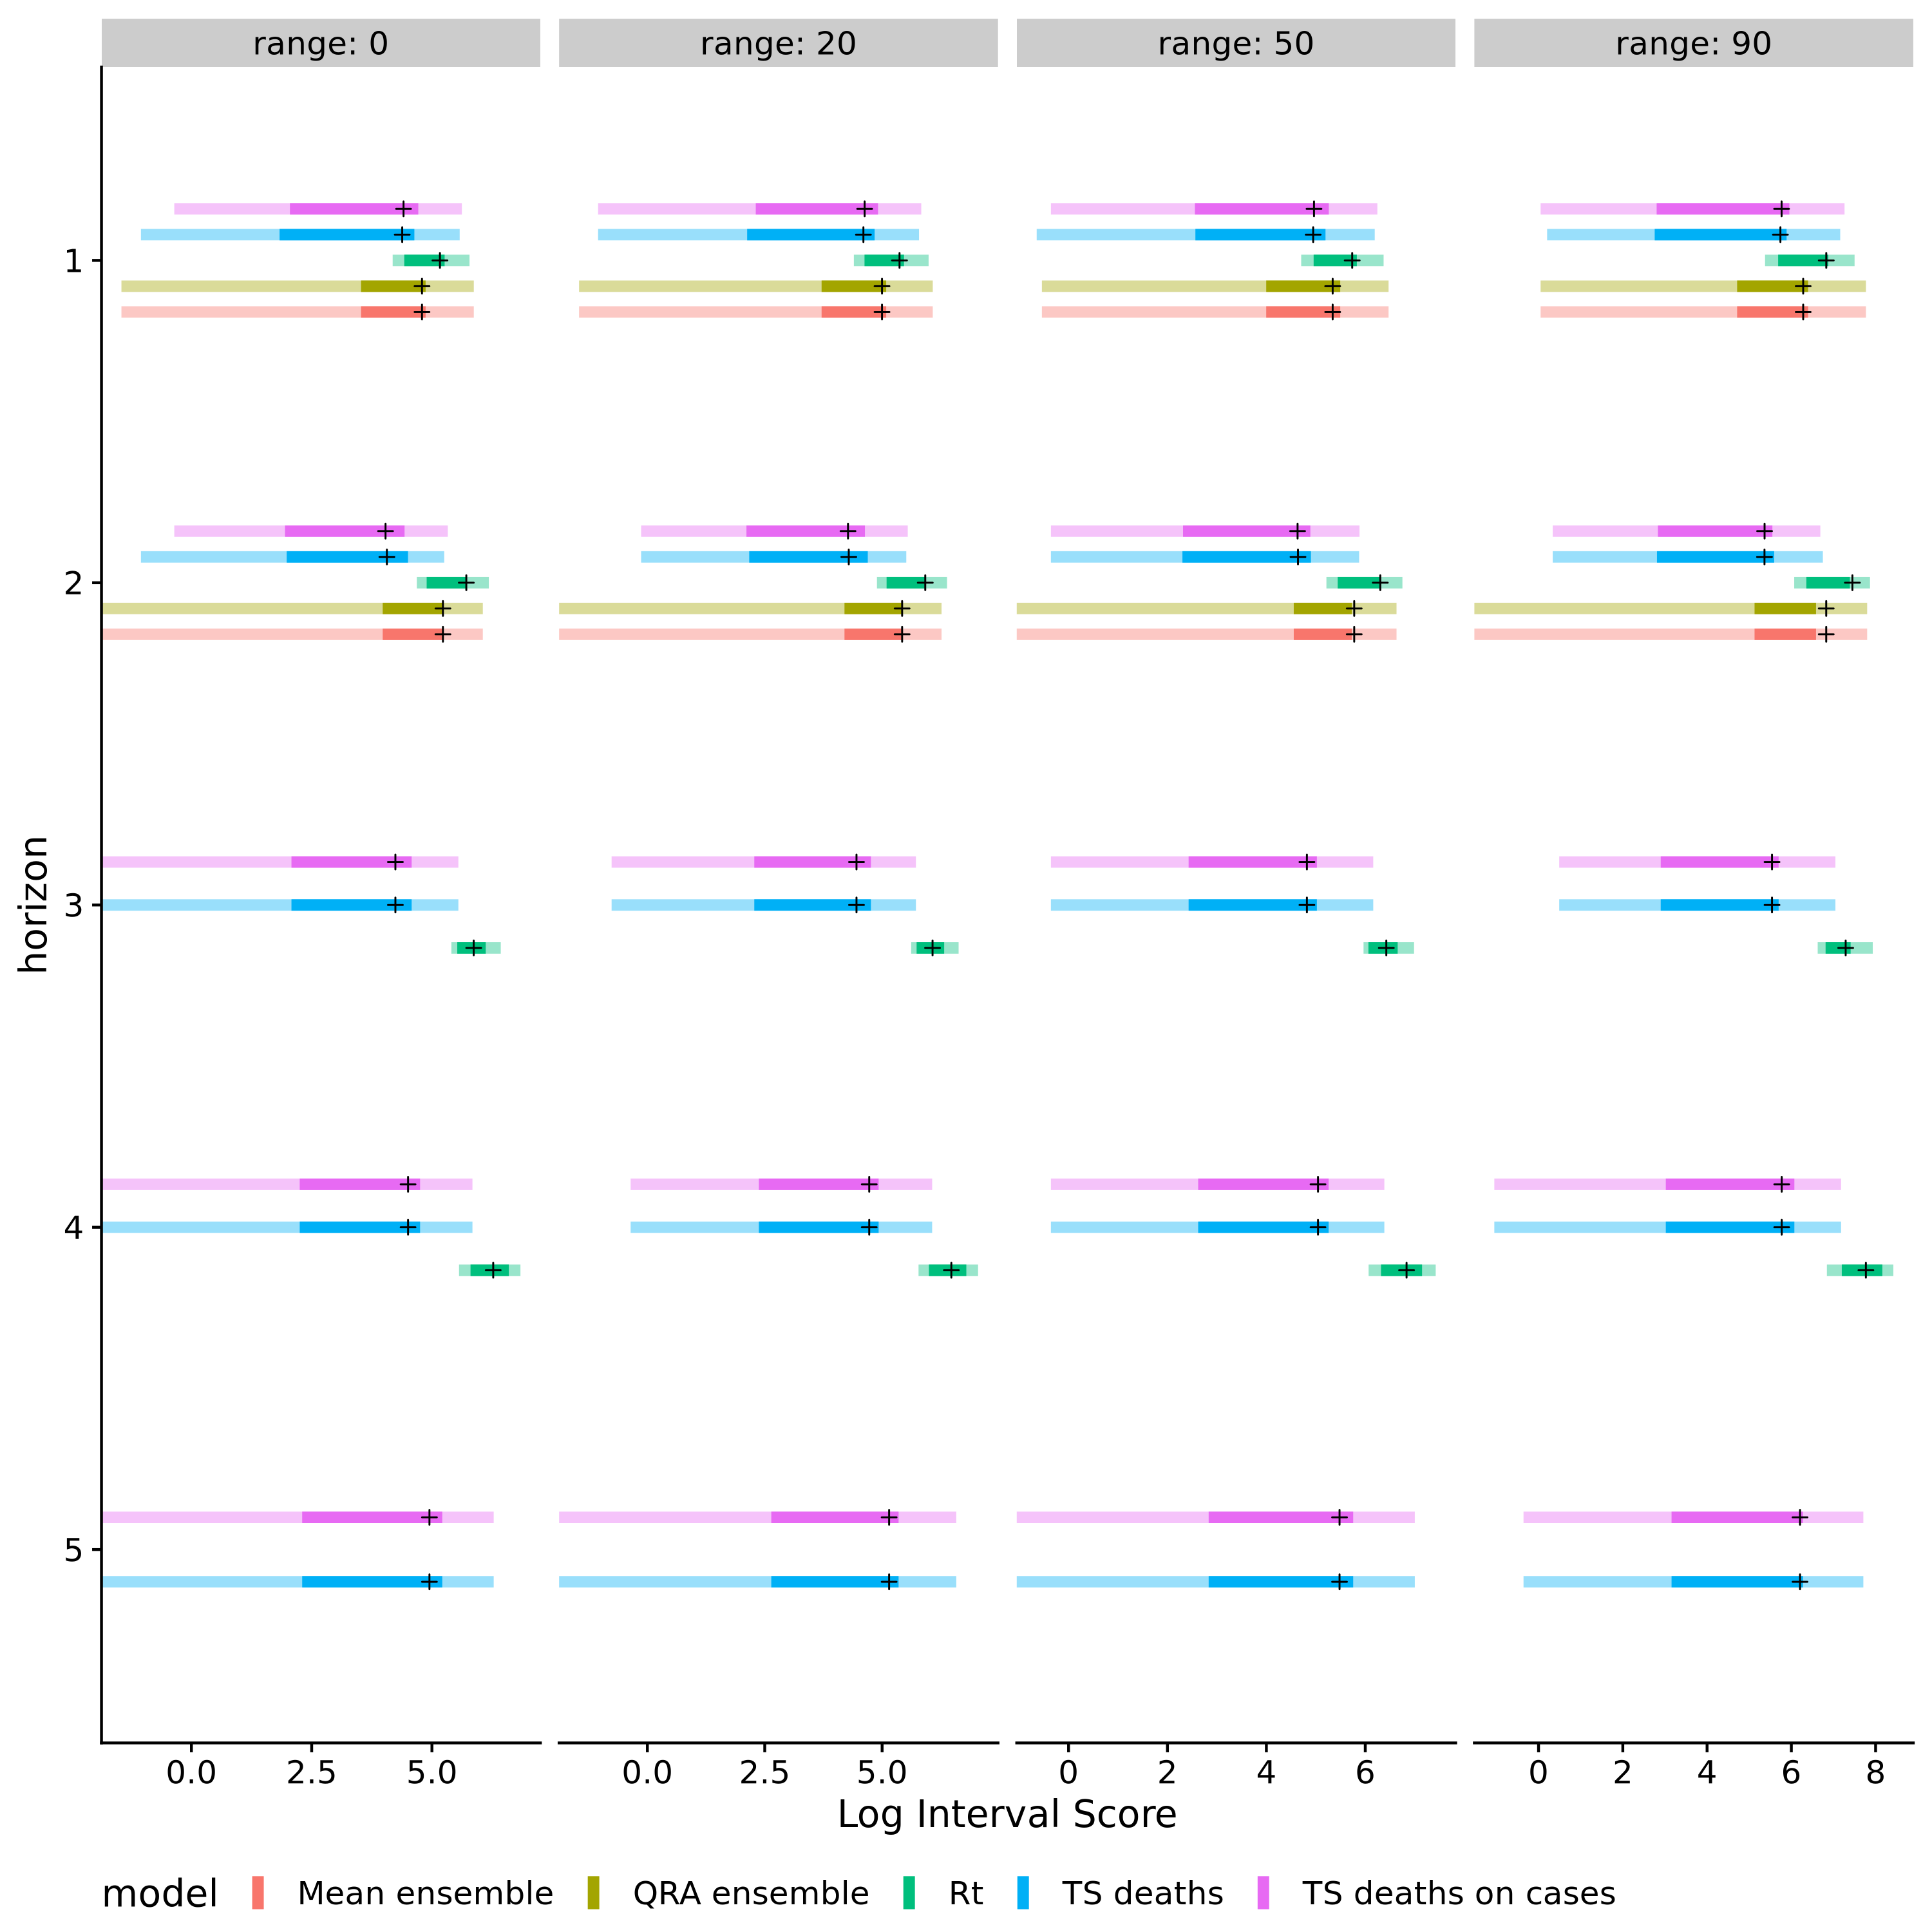 range: 0 range: 20 range: 50 range: 90
1
2
3
4
5
horizon
0.0 2.5 5.0 0.0 2.5 5.0 0 2 4 6 0 2 4 6 8
Log Interval Score
model Mean ensemble QRA ensemble Rt TS deaths TS deaths on cases